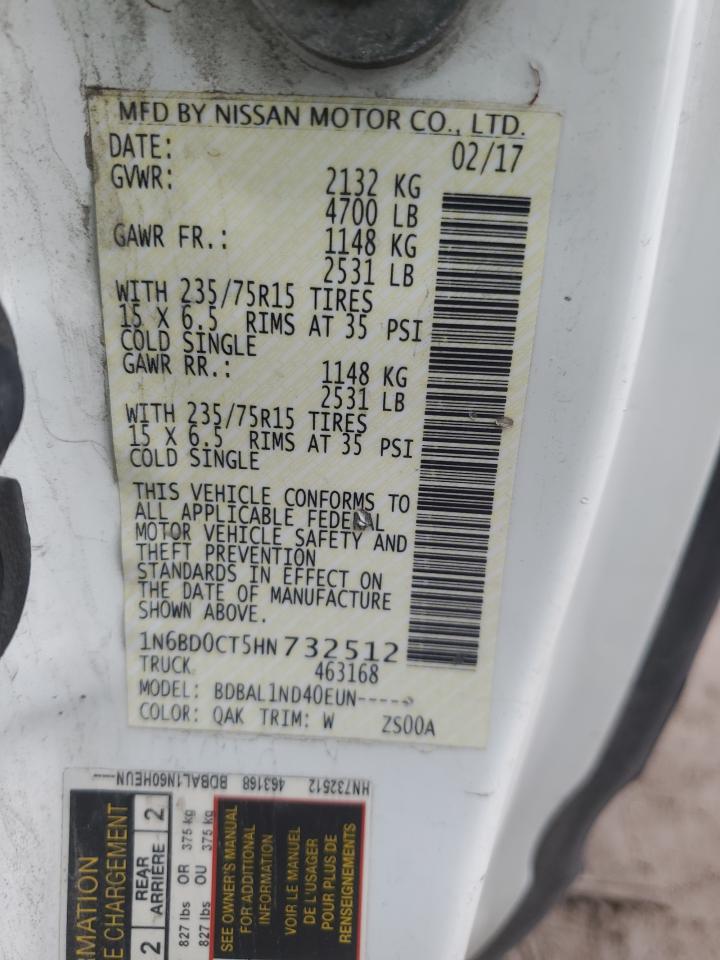 MFD BY NISSAN MOTOR CO., LTD.
DATE: 02/17
GVWR: 2132 KG
4700 LB
GAWR FR.: 1148 KG
2531 LB
WITH 235/75R15 TIRES
15 X 6.5 RIMS AT 35 PSI
COLD SINGLE
GAWR RR.: 1148 KG
2531 LB
WITH 235/75R15 TIRES
15 X 6.5 RIMS AT 35 PSI
COLD SINGLE
THIS VEHICLE CONFORMS TO
ALL APPLICABLE FEDERAL
MOTOR VEHICLE SAFETY AND
THEFT PREVENTION
STANDARDS IN EFFECT ON
THE DATE OF MANUFACTURE
SHOWN ABOVE.
1N6BD0CT5HN732512
TRUCK 463168
MODEL: BDBAL1ND40EUN-----
COLOR: QAK TRIM: W ZS00A
HN732512 463168 BDBAL1N60HEUN----
RMATION
E CHARGEMENT
2 REAR ARRIÈRE 2
827 lbs OR 375 kg
827 lbs OU 375 kg
SEE OWNER'S MANUAL
FOR ADDITIONAL
INFORMATION
VOIR LE MANUEL
DE L'USAGER
POUR PLUS DE
RENSEIGNEMENTS